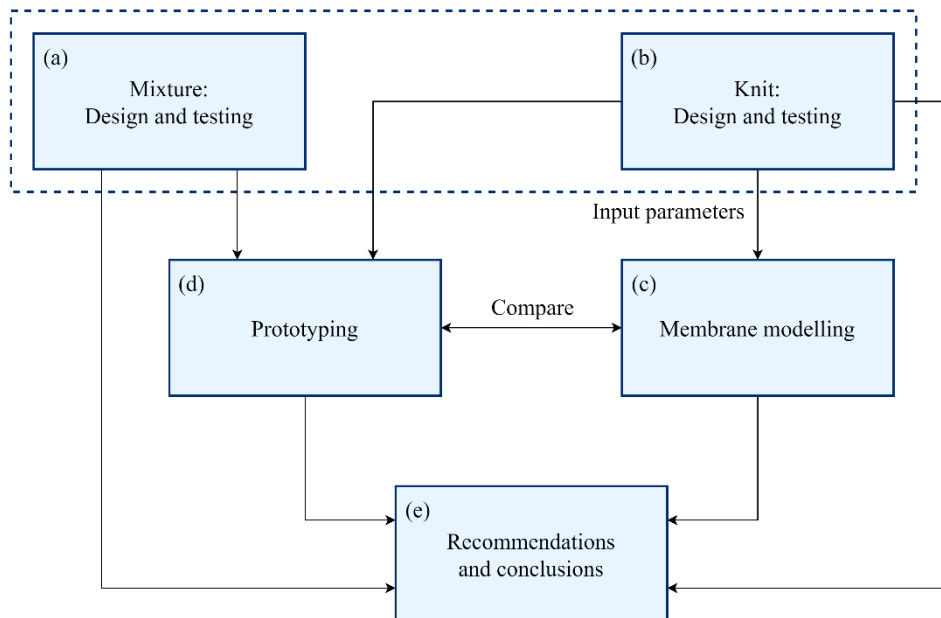 (a)
Mixture:
Design and testing
(b)
Knit:
Design and testing
Input parameters
(d)
Prototyping
Compare
(c)
Membrane modelling
(e)
Recommendations
and conclusions